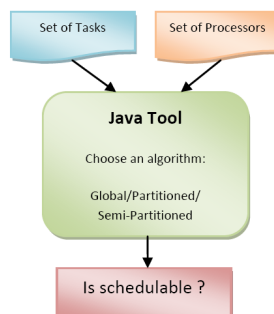 Set of Tasks
Set of Processors
Java Tool
Choose an algorithm:
Global/Partitioned/
Semi-Partitioned
Is schedulable ?